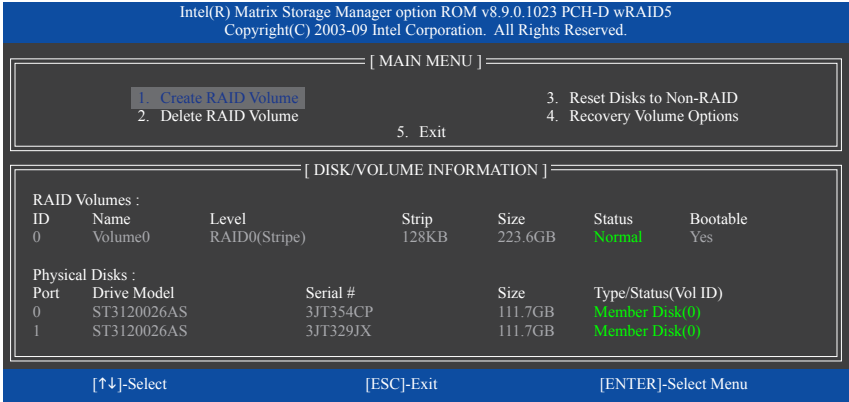 Intel(R) Matrix Storage Manager option ROM v8.9.0.1023 PCH-D wRAID5
Copyright(C) 2003-09 Intel Corporation. All Rights Reserved.
[ MAIN MENU ]
1. Create RAID Volume 3. Reset Disks to Non-RAID
2. Delete RAID Volume 4. Recovery Volume Options
5. Exit
[ DISK/VOLUME INFORMATION ]
RAID Volumes :
ID Name Level Strip Size Status Bootable
0 Volume0 RAID0(Stripe) 128KB 223.6GB Normal Yes
Physical Disks :
Port Drive Model Serial # Size Type/Status(Vol ID)
0 ST3120026AS 3JT354CP 111.7GB Member Disk(0)
1 ST3120026AS 3JT329JX 111.7GB Member Disk(0)
[↑↓]-Select [ESC]-Exit [ENTER]-Select Menu